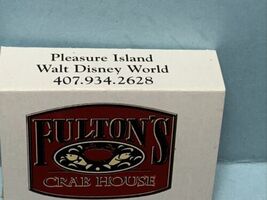 Pleasure Island
Walt Disney World
407.934.2628
FULTON'S
CRAB HOUSE